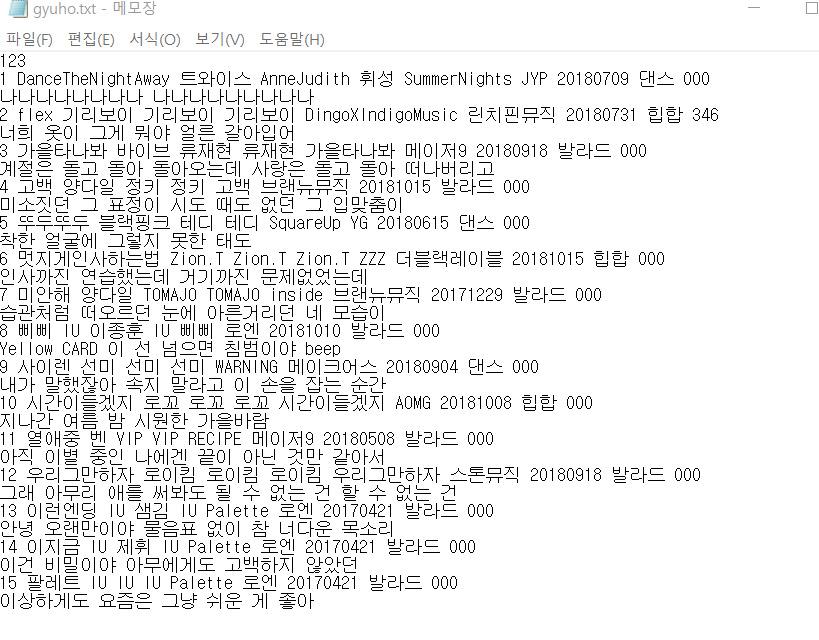 gyuho.txt - 메모장
파일(F) 편집(E) 서식(O) 보기(V) 도움말(H)
123
1 DanceTheNightAway 트와이스 AnneJudith 휘성 SummerNights JYP 20180709 댄스 000
나나나나나나나나 나나나나나나나나나
2 flex 기리보이 기리보이 기리보이 DingoXIndigoMusic 린치핀뮤직 20180731 힙합 346
너희 옷이 그게 뭐야 얼른 갈아입어
3 가을타나봐 바이브 류재현 류재현 가을타나봐 메이저9 20180918 발라드 000
계절은 돌고 돌아 돌아오는데 사랑은 돌고 돌아 떠나버리고
4 고백 양다일 정키 정키 고백 브랜뉴뮤직 20181015 발라드 000
미소짓던 그 표정이 시도 때도 없던 그 입맞춤이
5 뚜두뚜두 블랙핑크 테디 테디 SquareUp YG 20180615 댄스 000
착한 얼굴에 그렇지 못한 태도
6 멋지게인사하는법 Zion.T Zion.T Zion.T ZZZ 더블랙레이블 20181015 힙합 000
인사까진 연습했는데 거기까진 문제없었는데
7 미안해 양다일 TOMAJO TOMAJO inside 브랜뉴뮤직 20171229 발라드 000
습관처럼 떠오르던 눈에 아른거리던 네 모습이
8 삐삐 IU 이종훈 IU 삐삐 로엔 20181010 발라드 000
Yellow CARD 이 선 넘으면 침범이야 beep
9 사이렌 선미 선미 선미 WARNING 메이크어스 20180904 댄스 000
내가 말했잖아 속지 말라고 이 손을 잡는 순간
10 시간이들겠지 로꼬 로꼬 로꼬 시간이들겠지 AOMG 20181008 힙합 000
지나간 여름 밤 시원한 가을바람
11 열애중 벤 VIP VIP RECIPE 메이저9 20180508 발라드 000
아직 이별 중인 나에겐 끝이 아닌 것만 같아서
12 우리그만하자 로이킴 로이킴 로이킴 우리그만하자 스톤뮤직 20180918 발라드 000
그래 아무리 애를 써봐도 될 수 없는 건 할 수 없는 건
13 이런엔딩 IU 샘김 IU Palette 로엔 20170421 발라드 000
안녕 오랜만이야 물음표 없이 참 너다운 목소리
14 이지금 IU 제휘 IU Palette 로엔 20170421 발라드 000
이건 비밀이야 아무에게도 고백하지 않았던
15 팔레트 IU IU IU Palette 로엔 20170421 발라드 000
이상하게도 요즘은 그냥 쉬운 게 좋아